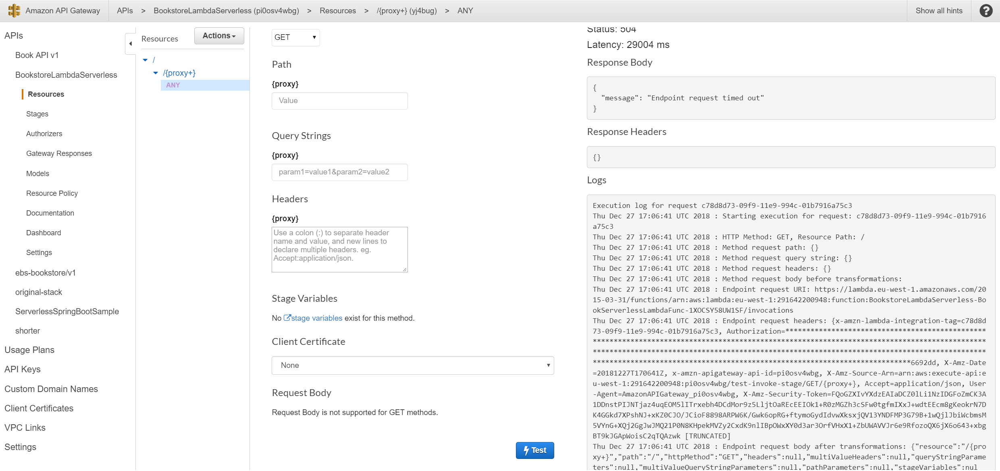 Amazon API Gateway
APIs > BookstoreLambdaServerless (pi0osv4wbg) > Resources > /{proxy+} (yj4bug) > ANY
Show all hints
?
APIs
Book API v1
BookstoreLambdaServerless
Resources
Stages
Authorizers
Gateway Responses
Models
Resource Policy
Documentation
Dashboard
Settings
ebs-bookstore/v1
original-stack
ServerlessSpringBootSample
shorter
Usage Plans
API Keys
Custom Domain Names
Client Certificates
VPC Links
Settings
Resources
Actions
/
/{proxy+}
ANY
GET
Path
{proxy}
Value
Query Strings
{proxy}
param1=value1&param2=value2
Headers
{proxy}
Use a colon (:) to separate header
name and value, and new lines to
declare multiple headers. eg.
Accept:application/json.
Stage Variables
No stage variables exist for this method.
Client Certificate
None
Request Body
Request Body is not supported for GET methods.
Test
Status: 504
Latency: 29004 ms
Response Body
{
"message": "Endpoint request timed out"
}
Response Headers
{}
Logs
Execution log for request c78d8d73-09f9-11e9-994c-01b7916a75c3
Thu Dec 27 17:06:41 UTC 2018 : Starting execution for request: c78d8d73-09f9-11e9-994c-01b7916
a75c3
Thu Dec 27 17:06:41 UTC 2018 : HTTP Method: GET, Resource Path: /
Thu Dec 27 17:06:41 UTC 2018 : Method request path: {}
Thu Dec 27 17:06:41 UTC 2018 : Method request query string: {}
Thu Dec 27 17:06:41 UTC 2018 : Method request headers: {}
Thu Dec 27 17:06:41 UTC 2018 : Method request body before transformations:
Thu Dec 27 17:06:41 UTC 2018 : Endpoint request URI: https://lambda.eu-west-1.amazonaws.com/20
15-03-31/functions/arn:aws:lambda:eu-west-1:291642200948:function:BookstoreLambdaServerless-Bo
okServerlessLambdaFunc-1XOCSY58UW1SF/invocations
Thu Dec 27 17:06:41 UTC 2018 : Endpoint request headers: {x-amzn-lambda-integration-tag=c78d8d
73-09f9-11e9-994c-01b7916a75c3, Authorization=************************************************
**********************************************************************************************
**********************************************************************************************
****************************************************************************6692dd, X-Amz-Date
=20181227T170641Z, x-amzn-apigateway-api-id=pi0osv4wbg, X-Amz-Source-Arn=arn:aws:execute-api:e
u-west-1:291642200948:pi0osv4wbg/test-invoke-stage/GET/{proxy+}, Accept=application/json, User
-Agent=AmazonAPIGateway_pi0osv4wbg, X-Amz-Security-Token=FQoGZXIvYXdzEAIaDCZ0lLi1NzIDGFoZmCK3A
1DDnstPIJNTjaz4uqEOM5lITrxebh4DCdMor9z5LljtOaREcEEIOk1+R0zMGZh3cSFw0tgfmIXxJ+wdtEEcm8gKeokrN7D
K4GGkd7XPshNJ+xKZ0CJO/JCioF8898ARPW6K/Gwk6opRG+ftymoGydIdvwXksxjQV13YNDFMP3G79B+1wQjlJbiWcbmsM
5VYnG+XQj2GgJwJMQ21P0N8KHpekMVZy2CxdK9nlIBpOWxXY0d3ar3OrfVHxX1+ZbUWAVVJr6e9RfozoQX6jX6o643+xbg
BT9kJGApWoisC2qTQAzwk [TRUNCATED]
Thu Dec 27 17:06:41 UTC 2018 : Endpoint request body after transformations: {"resource":"/{pro
xy+}","path":"/","httpMethod":"GET","headers":null,"multiValueHeaders":null,"queryStringParame
ters":null,"multiValueQueryStringParameters":null,"pathParameters":null,"stageVariables":nul